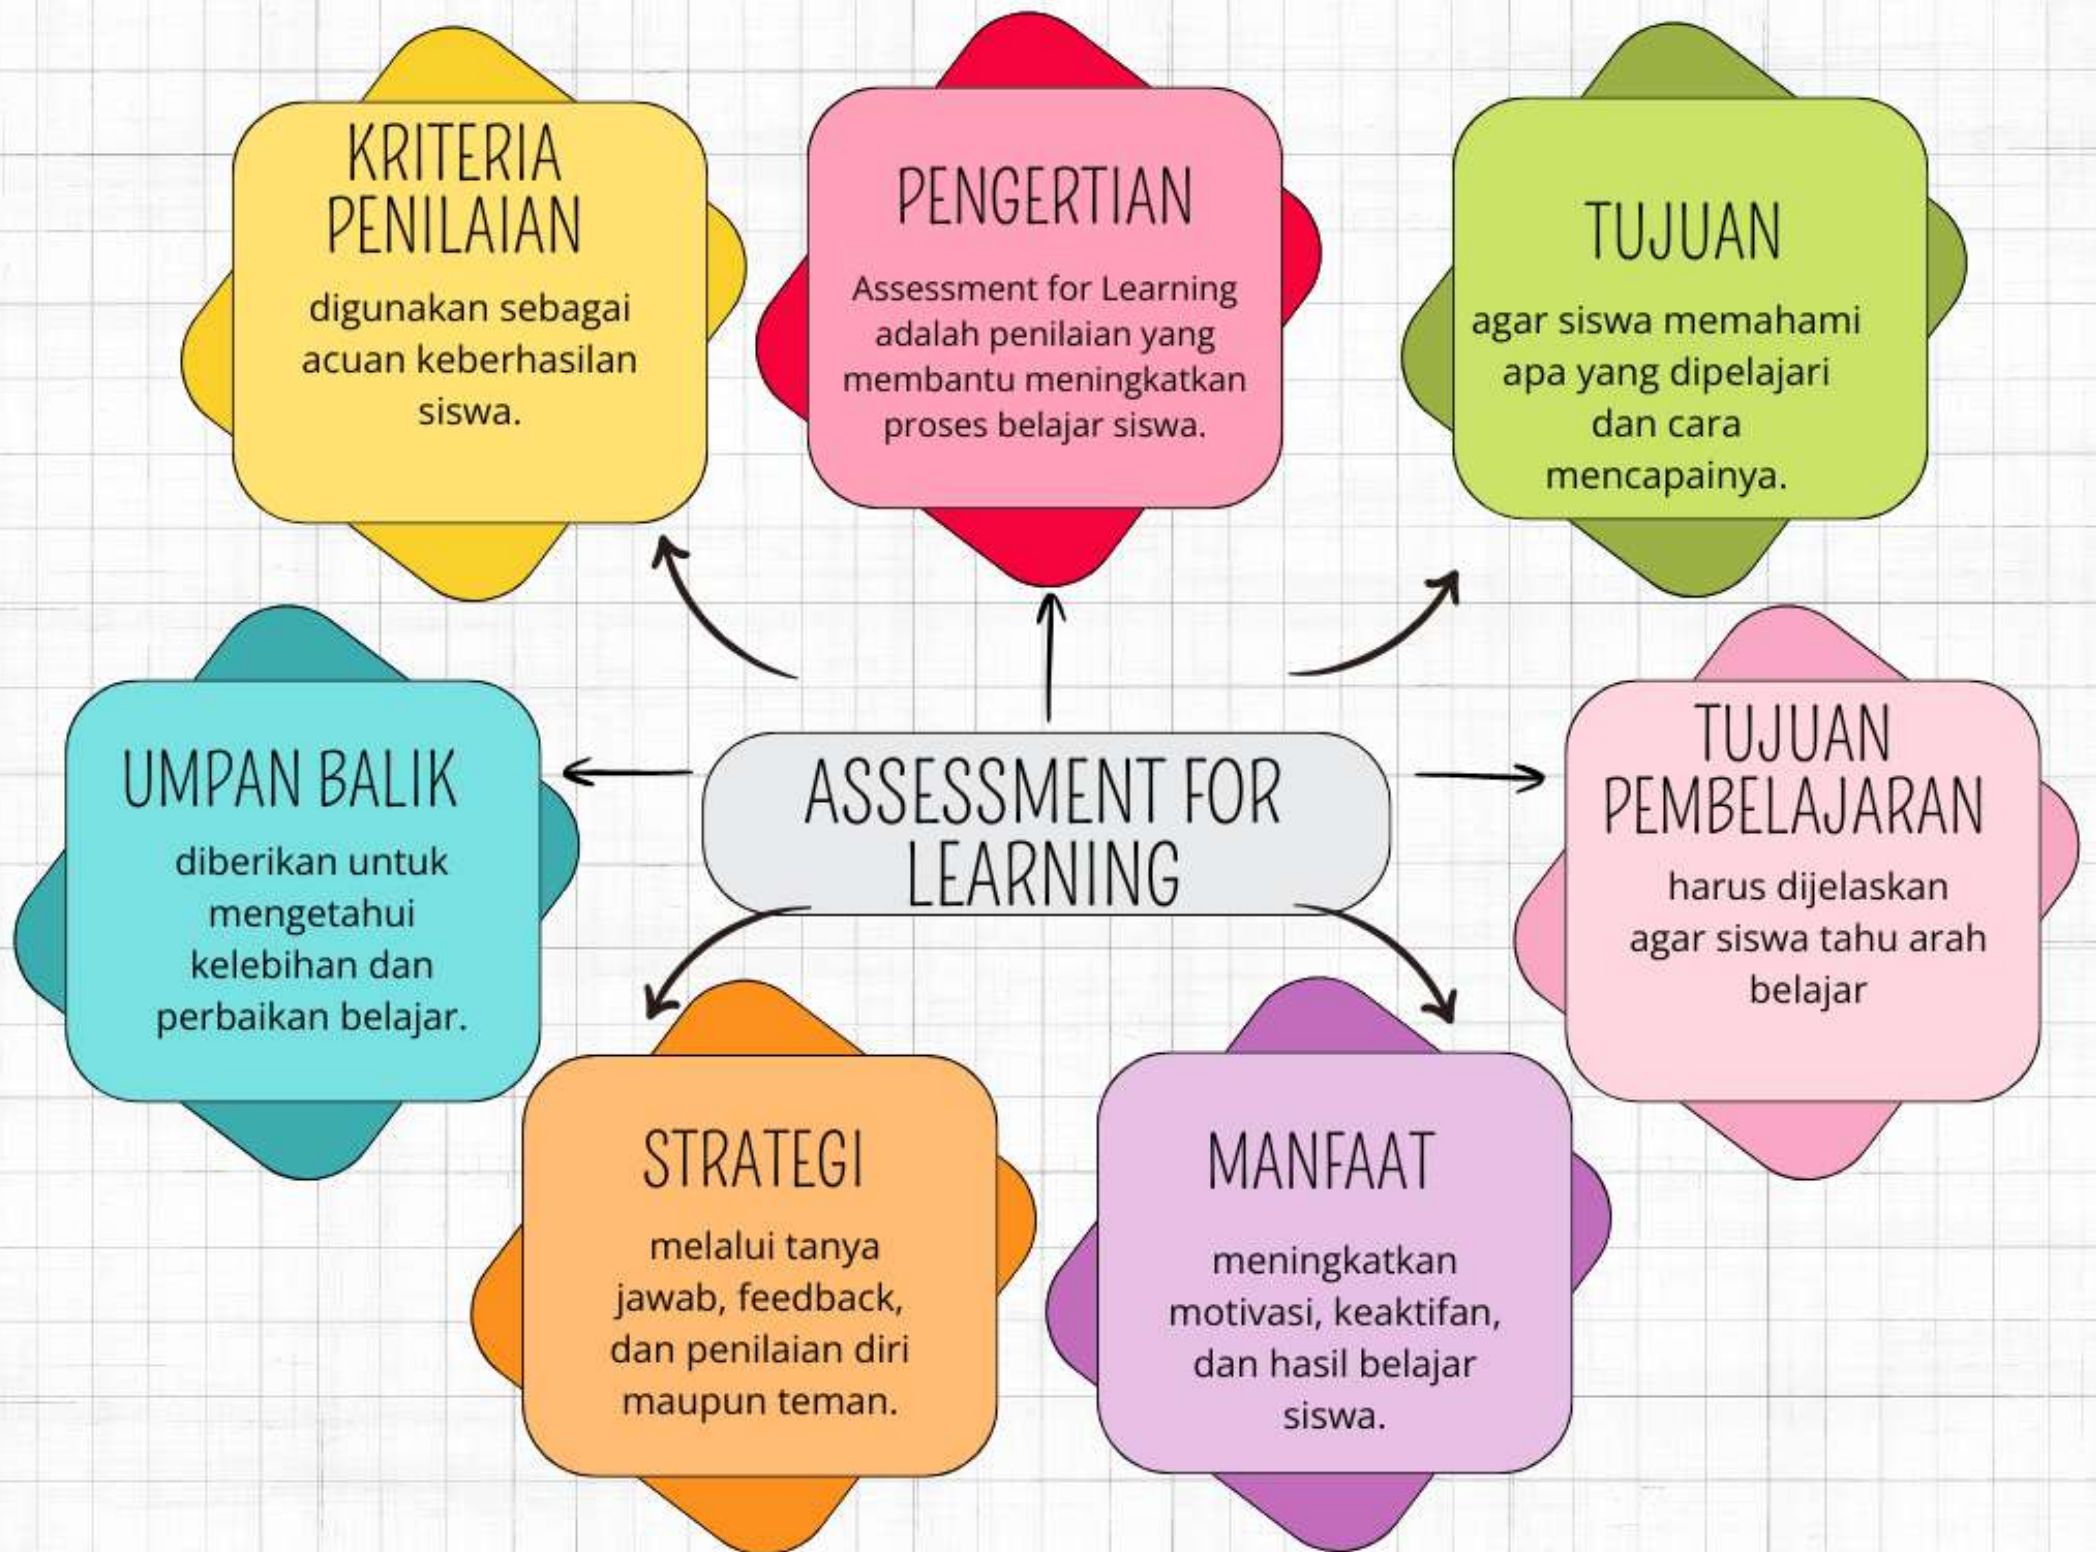 KRITERIA
PENILAIAN
digunakan sebagai
acuan keberhasilan
siswa.
PENGERTIAN
Assessment for Learning
adalah penilaian yang
membantu meningkatkan
proses belajar siswa.
TUJUAN
agar siswa memahami
apa yang dipelajari
dan cara
mencapainya.
UMPAN BALIK
diberikan untuk
mengetahui
kelebihan dan
perbaikan belajar.
ASSESSMENT FOR
LEARNING
TUJUAN
PEMBELAJARAN
harus dijelaskan
agar siswa tahu arah
belajar
STRATEGI
melalui tanya
jawab, feedback,
dan penilaian diri
maupun teman.
MANFAAT
meningkatkan
motivasi, keaktifan,
dan hasil belajar
siswa.